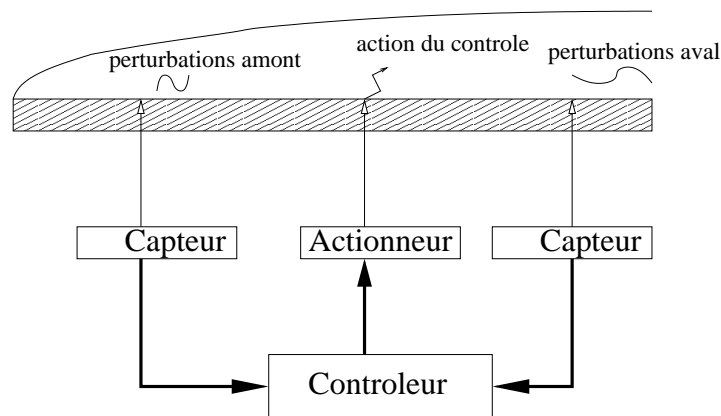 action du controle
perturbations amont
perturbations aval
Capteur
Actionneur
Capteur
Controleur